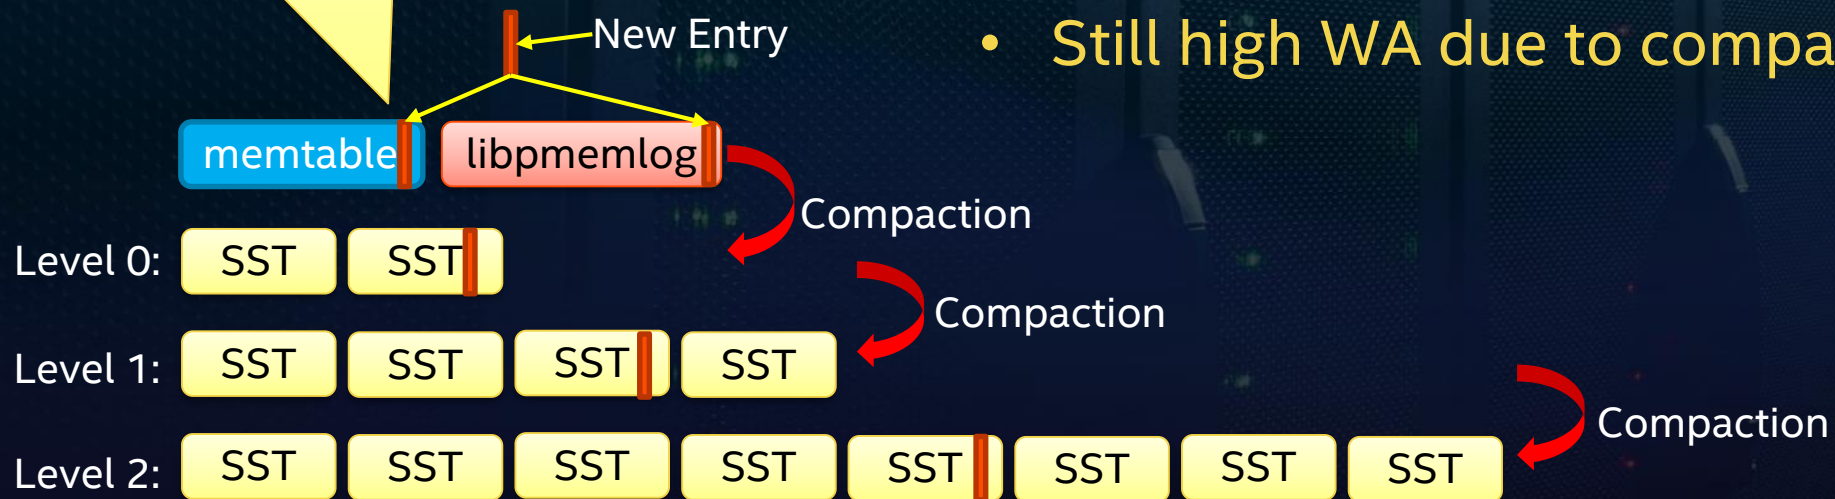 New Entry
• Still high WA due to compa
memtable libpmemlog
Compaction
Level 0: SST SST
Compaction
Level 1: SST SST SST SST
Compaction
Level 2: SST SST SST SST SST SST SST SST